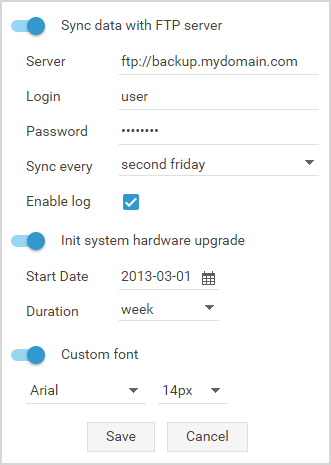 Sync data with FTP server
Server ftp://backup.mydomain.com
Login user
Password ••••••••
Sync every second friday
Enable log
Init system hardware upgrade
Start Date 2013-03-01
Duration week
Custom font
Arial 14px
Save Cancel